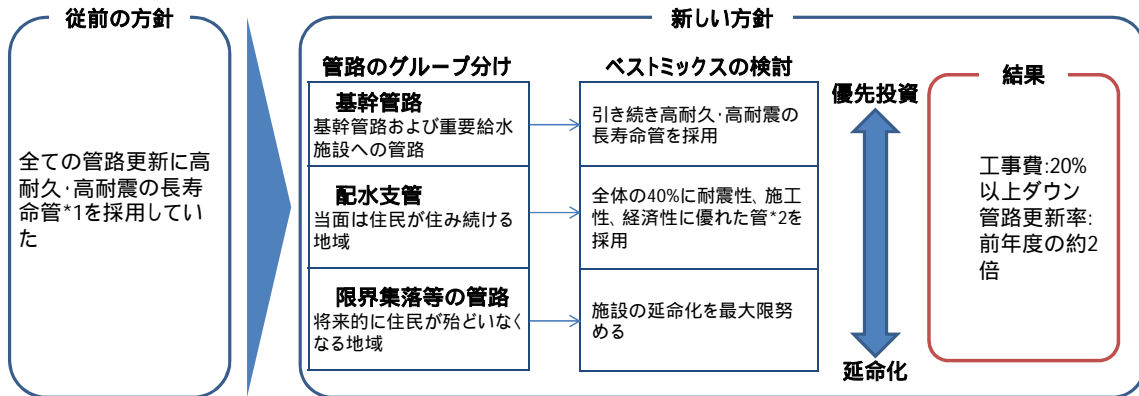 従前の方針
全ての管路更新に高
耐久・高耐震の長寿
命管*1を採用してい
た
新しい方針
管路のグループ分け
基幹管路
基幹管路および重要給水
施設への管路
配水支管
当面は住民が住み続ける
地域
限界集落等の管路
将来的に住民が殆どいなく
なる地域
ベストミックスの検討
引き続き高耐久・高耐震の
長寿命管を採用
全体の40%に耐震性、施工
性、経済性に優れた管*2を
採用
施設の延命化を最大限努
める
優先投資
延命化
結果
工事費:20%
以上ダウン
管路更新率:
前年度の約2
倍